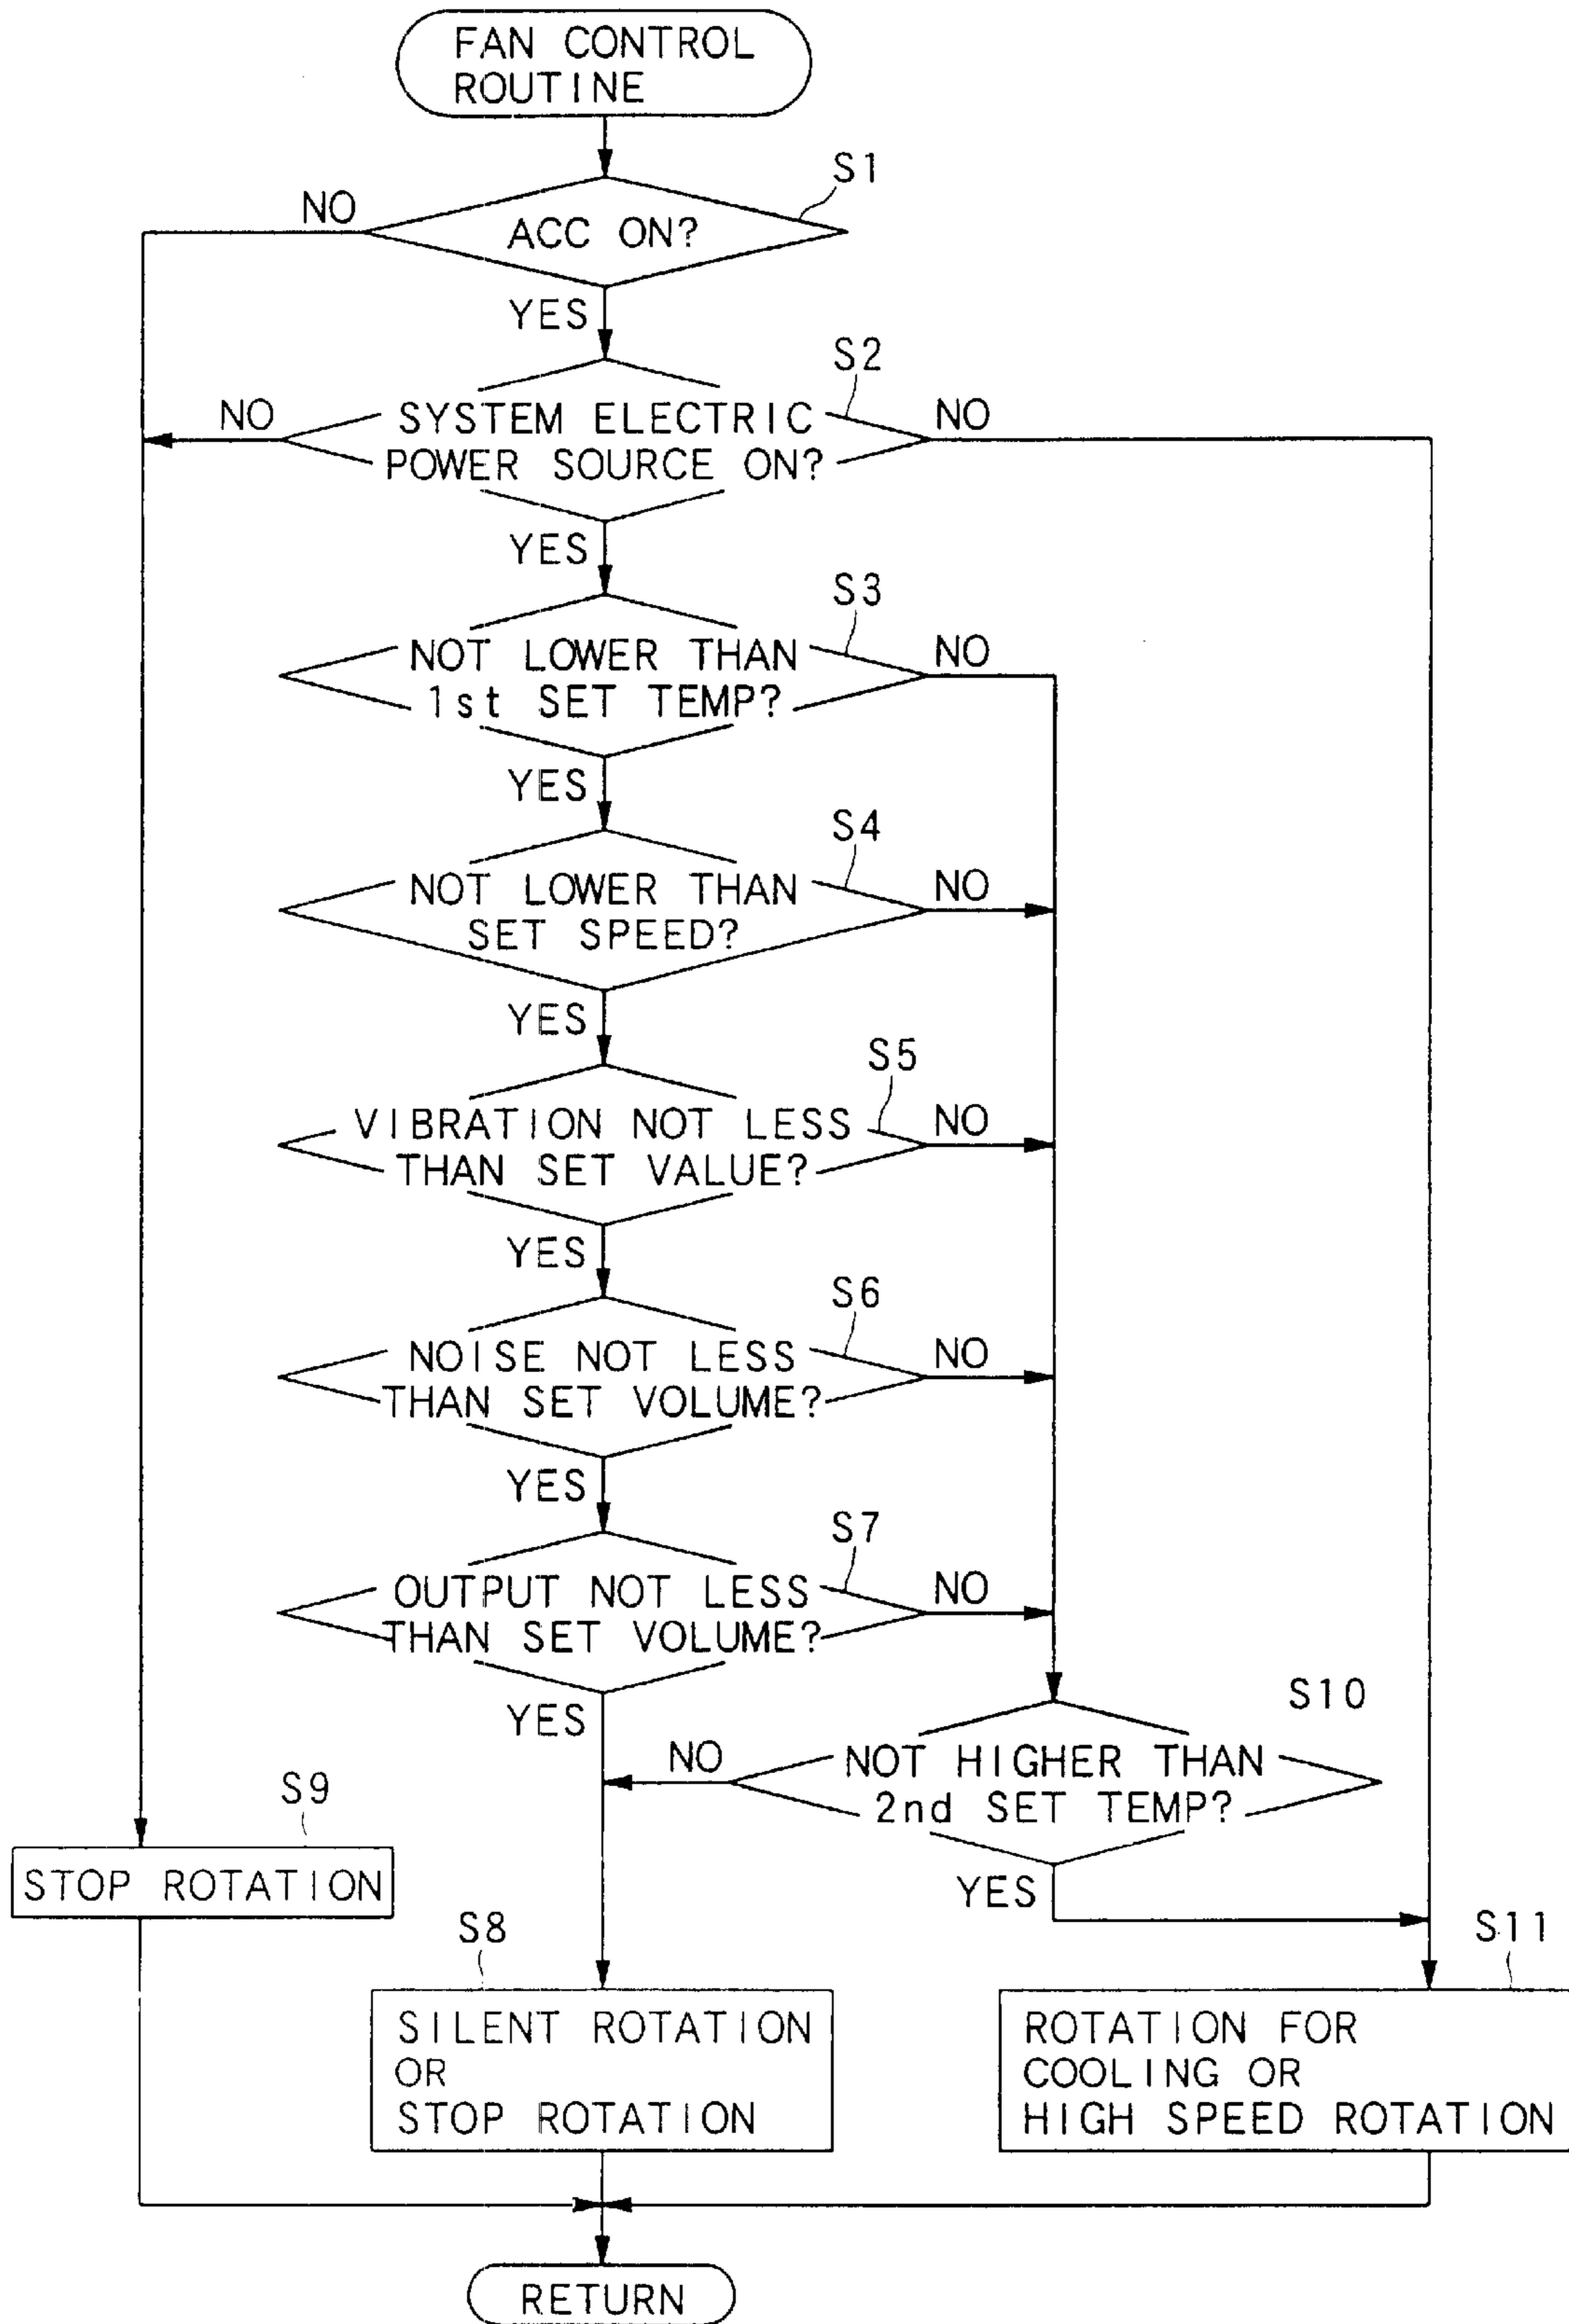 FAN CONTROL
ROUTINE
S1
NO
ACC ON?
YES
S2
NO
SYSTEM ELECTRIC
POWER SOURCE ON?
NO
YES
S3
NOT LOWER THAN
1st SET TEMP?
NO
YES
S4
NOT LOWER THAN
SET SPEED?
NO
YES
S5
VIBRATION NOT LESS
THAN SET VALUE?
NO
YES
S6
NOISE NOT LESS
THAN SET VOLUME?
NO
YES
S7
OUTPUT NOT LESS
THAN SET VOLUME?
NO
YES
S10
NO
NOT HIGHER THAN
2nd SET TEMP?
YES
S9
STOP ROTATION
S8
SILENT ROTATION
OR
STOP ROTATION
S11
ROTATION FOR
COOLING OR
HIGH SPEED ROTATION
RETURN